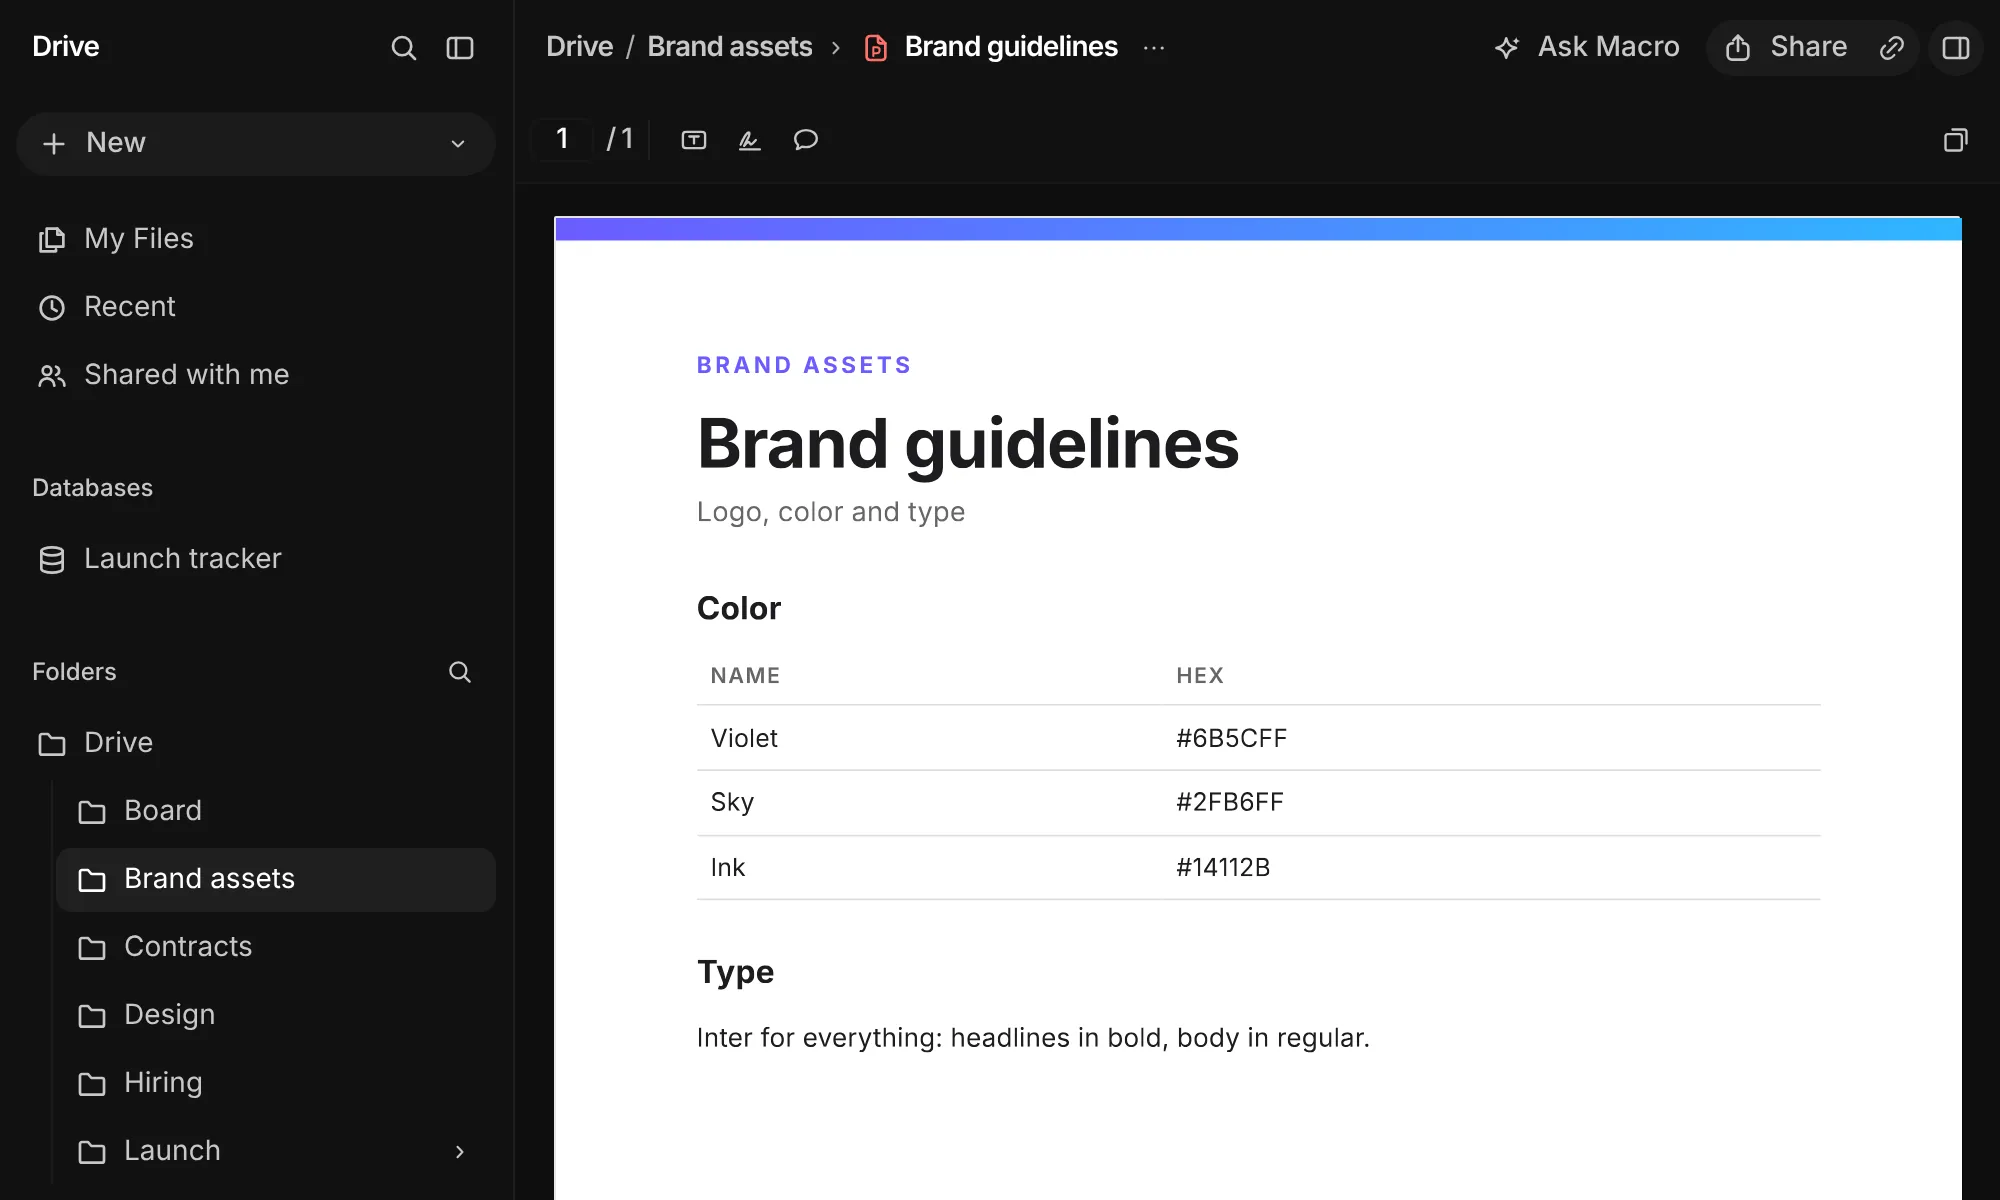 Drive
Drive / Brand assets › Brand guidelines ...
Ask Macro
Share
New
1 / 1
My Files
Recent
Shared with me
Databases
Launch tracker
Folders
Drive
Board
Brand assets
Contracts
Design
Hiring
Launch
BRAND ASSETS
Brand guidelines
Logo, color and type
Color
NAME HEX
Violet #6B5CFF
Sky #2FB6FF
Ink #14112B
Type
Inter for everything: headlines in bold, body in regular.